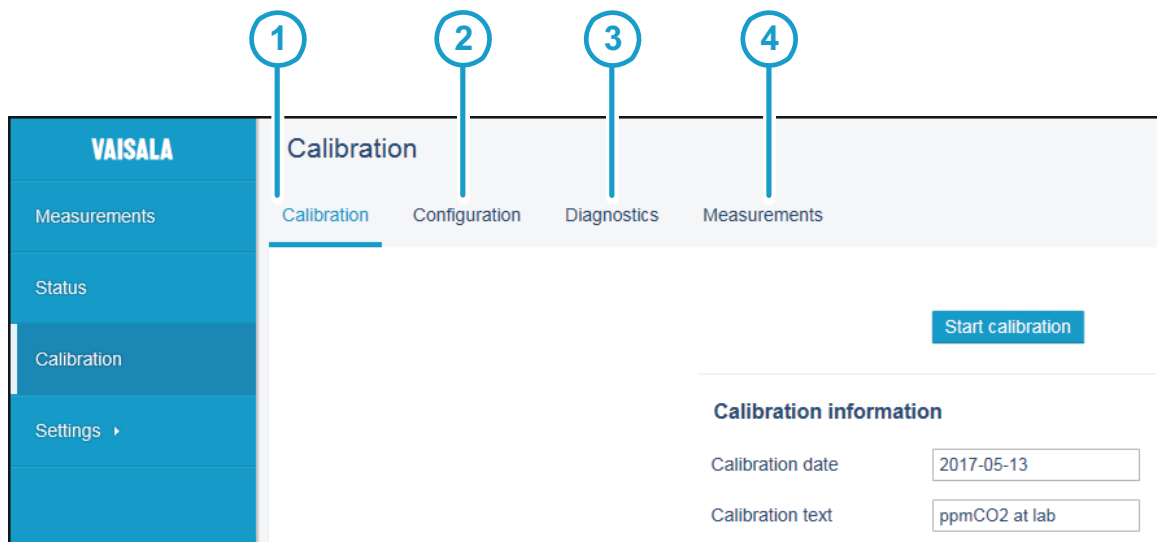 1 2 3 4
VAISALA
Calibration
Measurements
Status
Calibration
Settings
Calibration Configuration Diagnostics Measurements
Start calibration
Calibration information
Calibration date 2017-05-13
Calibration text ppmCO2 at lab